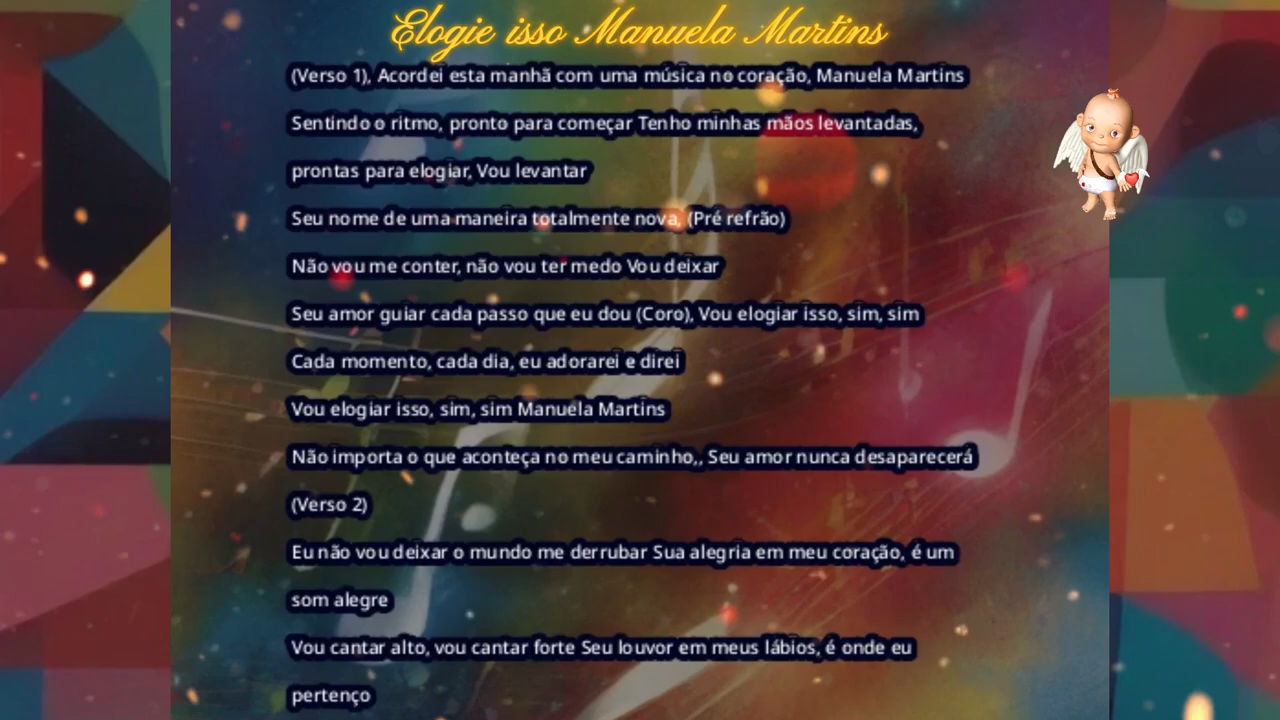 Elogie isso Manuela Martins
(Verso 1), Acordei esta manhã com uma música no coração, Manuela Martins
Sentindo o ritmo, pronto para começar Tenho minhas mãos levantadas,
prontas para elogiar, Vou levantar
Seu nome de uma maneira totalmente nova, (Pré refrão)
Não vou me conter, não vou ter medo Vou deixar
Seu amor guiar cada passo que eu dou (Coro), Vou elogiar isso, sim, sim
Cada momento, cada dia, eu adorarei e direi
Vou elogiar isso, sim, sim Manuela Martins
Não importa o que aconteça no meu caminho,, Seu amor nunca desaparecerá
(Verso 2)
Eu não vou deixar o mundo me derrubar Sua alegria em meu coração, é um
som alegre
Vou cantar alto, vou cantar forte Seu louvor em meus lábios, é onde eu
pertenço